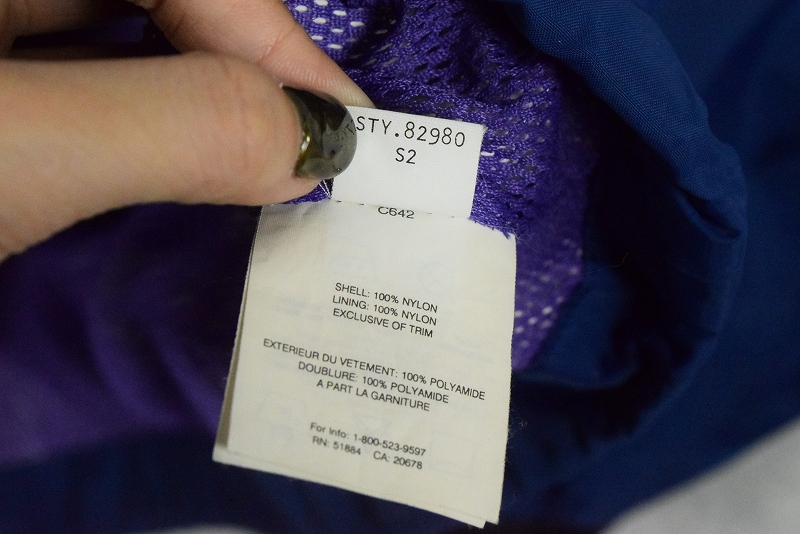 STY.82980
S2
C642
SHELL: 100% NYLON
LINING: 100% NYLON
EXCLUSIVE OF TRIM
EXTERIEUR DU VETEMENT: 100% POLYAMIDE
DOUBLURE: 100% POLYAMIDE
A PART LA GARNITURE
For Info: 1-800-523-9597
RN: 51884 CA: 20678